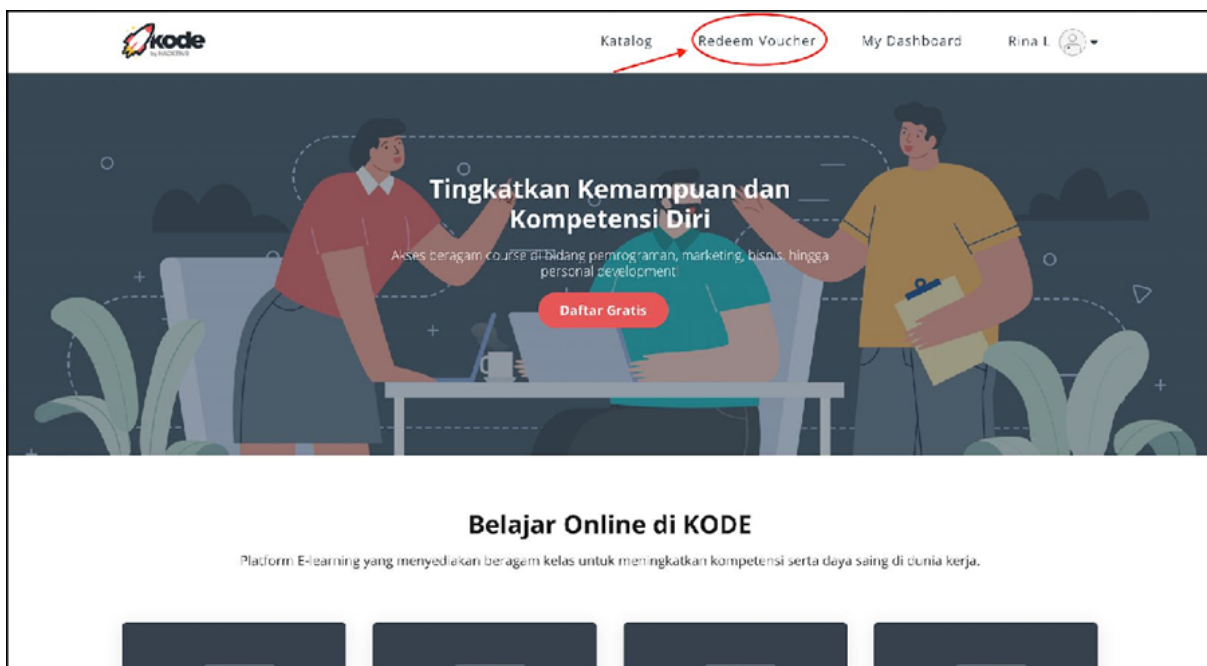 kode
by HACKTIV8
Katalog Redeem Voucher My Dashboard Rina L
Tingkatkan Kemampuan dan
Kompetensi Diri
Akses beragam course di bidang pemrograman, marketing, bisnis, hingga
personal development!
Daftar Gratis
Belajar Online di KODE
Platform E-learning yang menyediakan beragam kelas untuk meningkatkan kompetensi serta daya saing di dunia kerja.